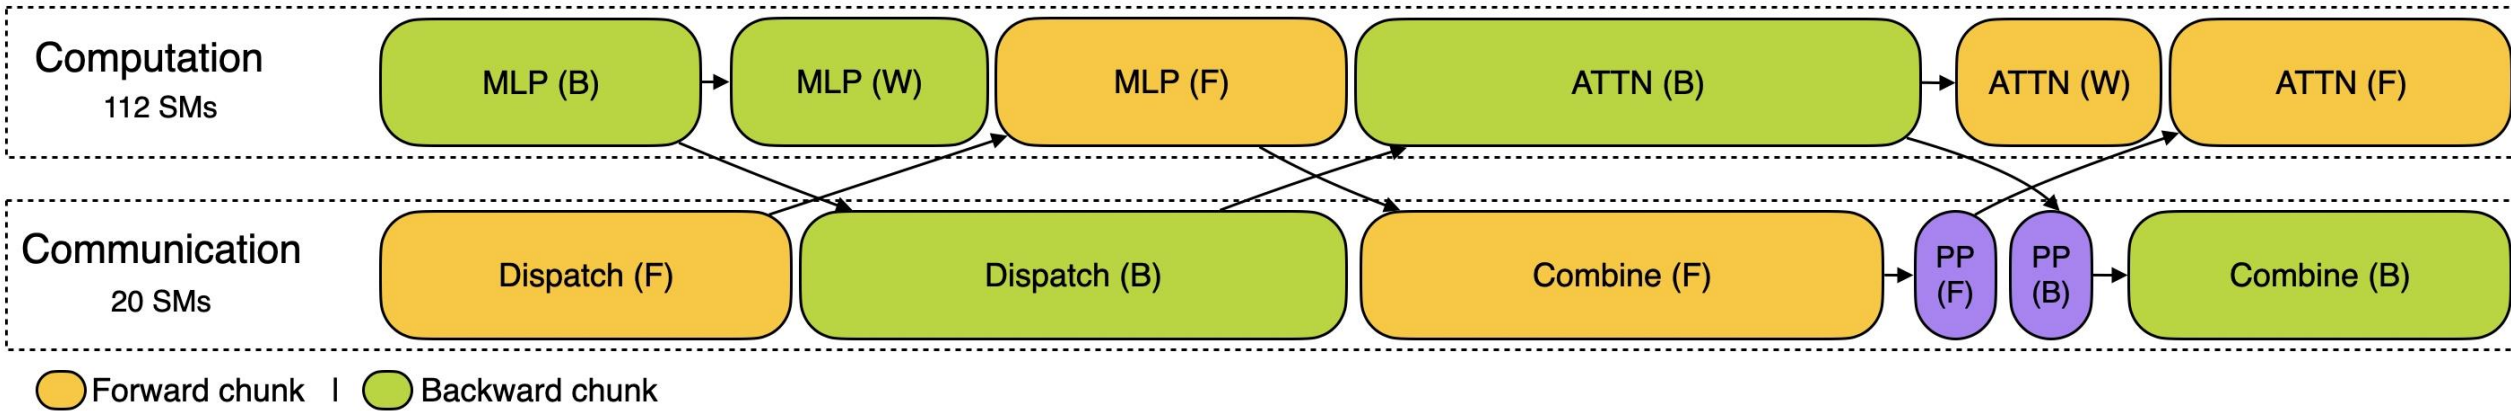 Computation
112 SMs
MLP (B)
MLP (W)
MLP (F)
ATTN (B)
ATTN (W)
ATTN (F)
Communication
20 SMs
Dispatch (F)
Dispatch (B)
Combine (F)
PP
(F)
PP
(B)
Combine (B)
Forward chunk | Backward chunk